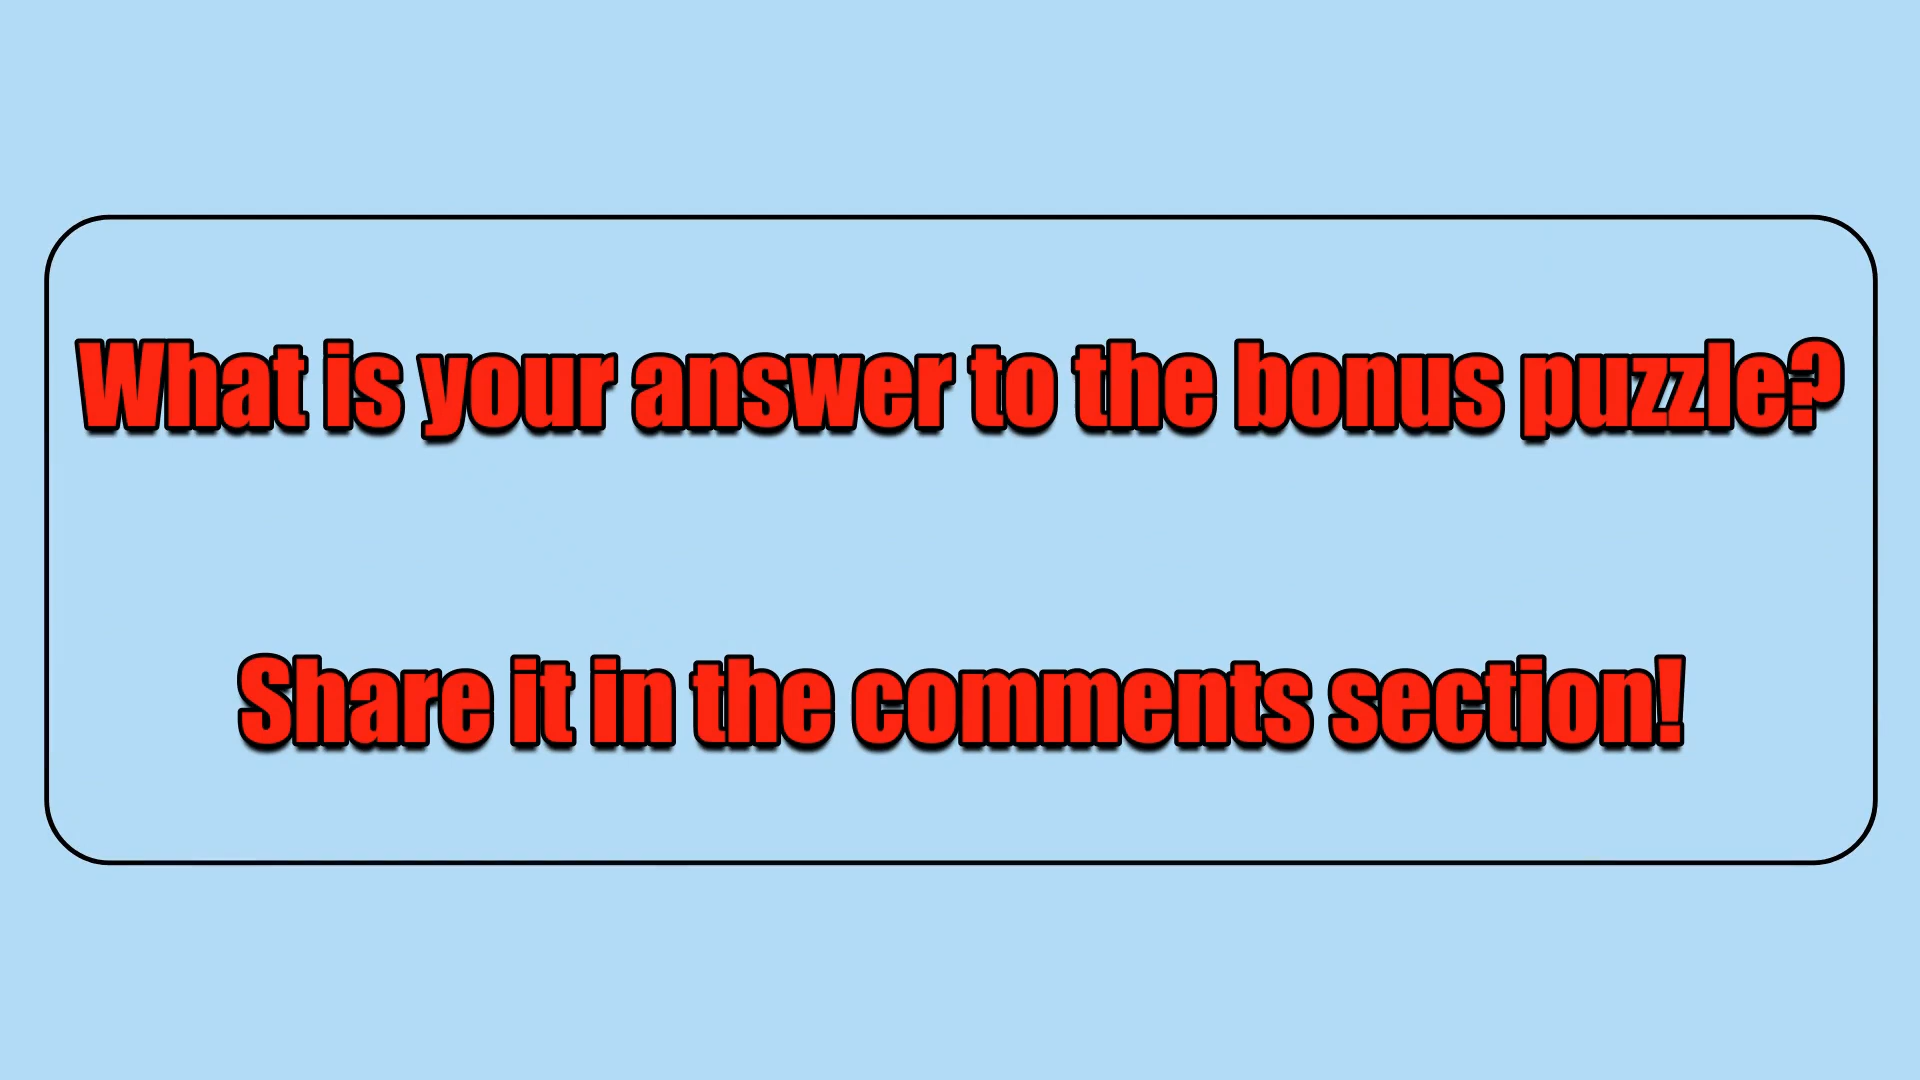 What is your answer to the bonus puzzle?
Share it in the comments section!